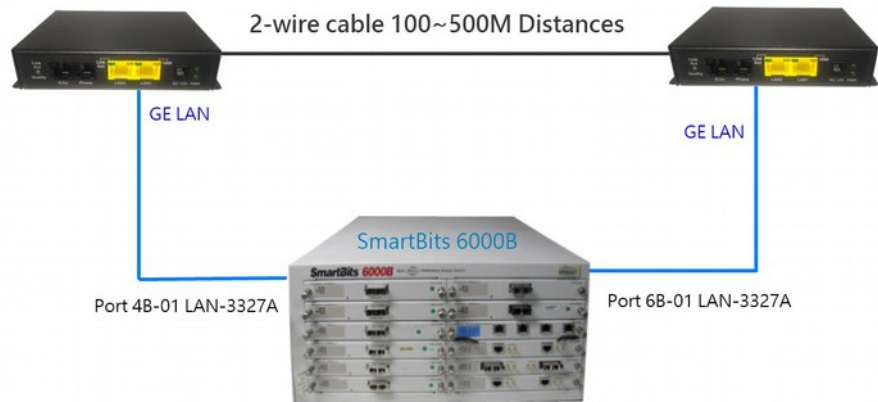 2-wire cable 100~500M Distances
GE LAN
GE LAN
SmartBits 6000B
SmartBits 6000B
Port 4B-01 LAN-3327A
Port 6B-01 LAN-3327A